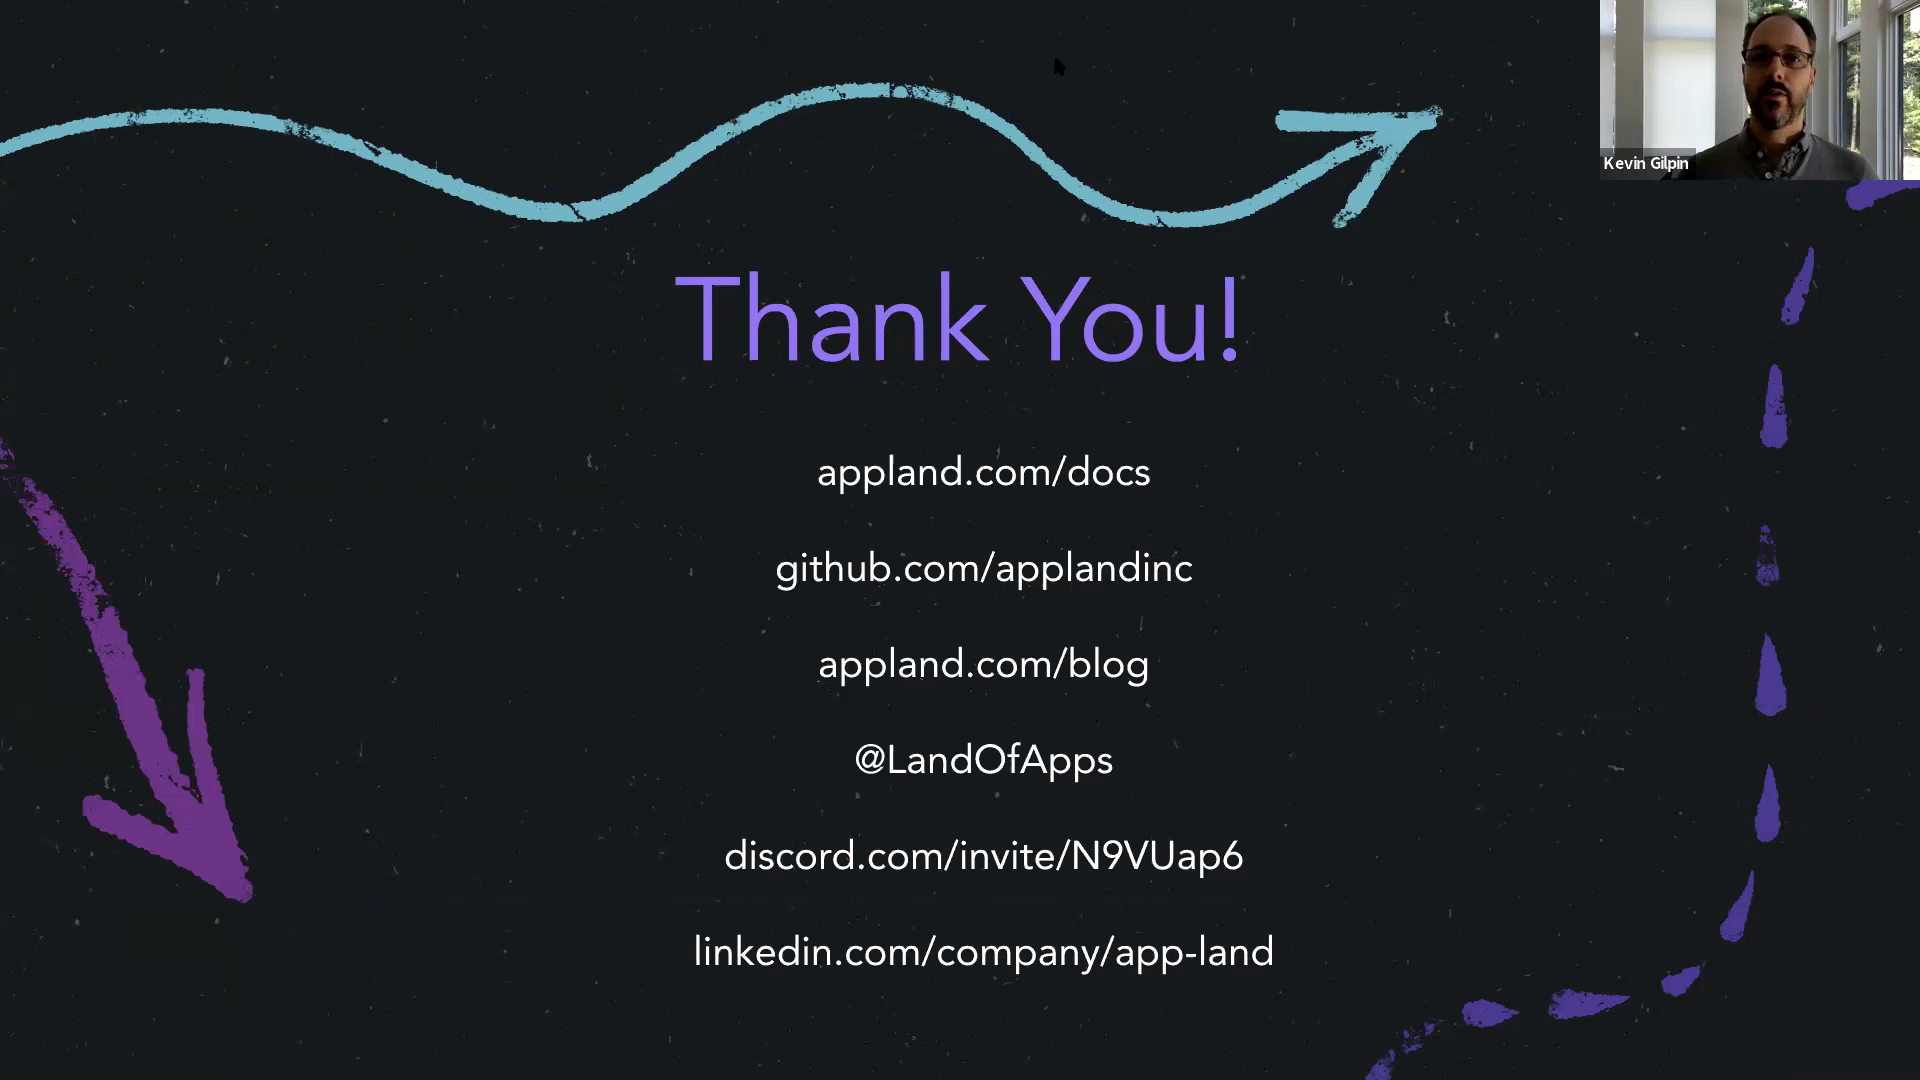 Kevin Gilpin
Thank You!
appland.com/docs
github.com/applandinc
appland.com/blog
@LandOfApps
discord.com/invite/N9VUap6
linkedin.com/company/app-land